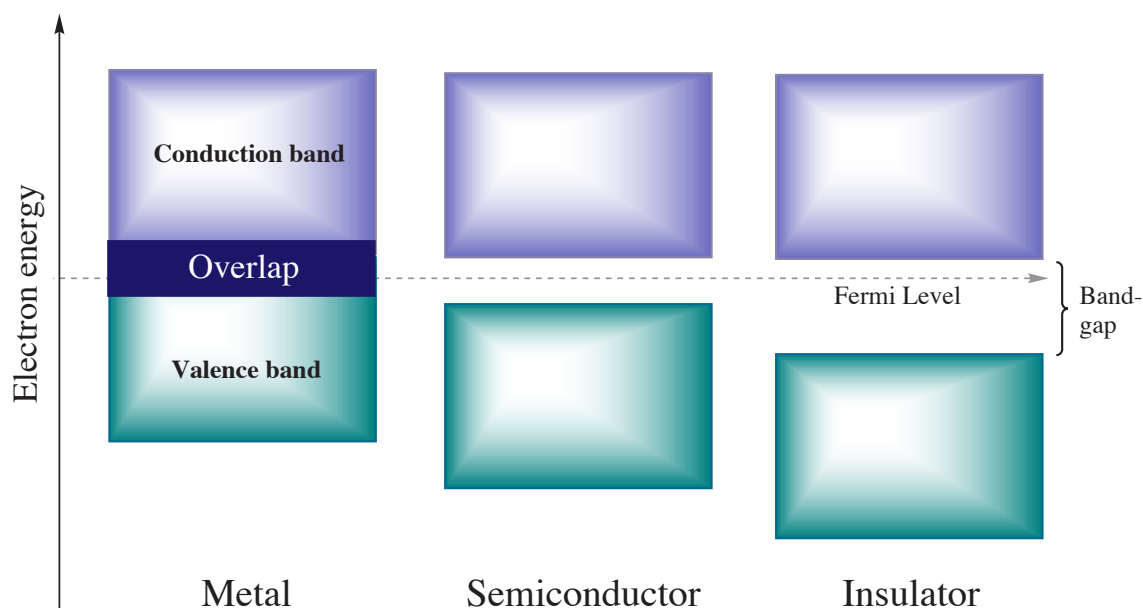 Electron energy
Conduction band
Overlap
Valence band
Fermi Level
Band-
gap
Metal
Semiconductor
Insulator